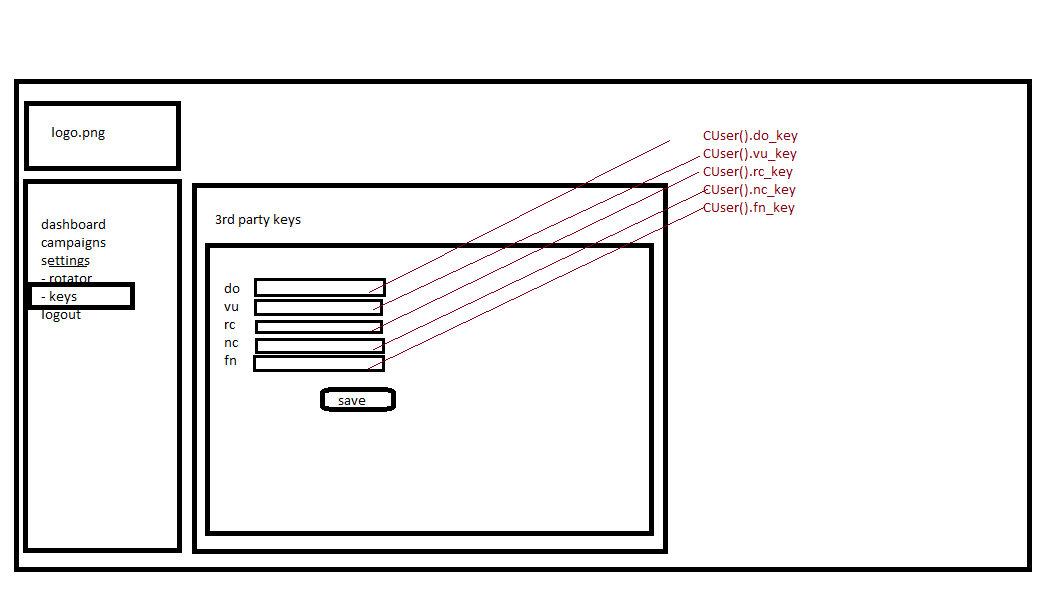 logo.png
dashboard
campaigns
settings
- rotator
- keys
logout
3rd party keys
do
vu
rc
nc
fn
save
CUser().do_key
CUser().vu_key
CUser().rc_key
CUser().nc_key
CUser().fn_key